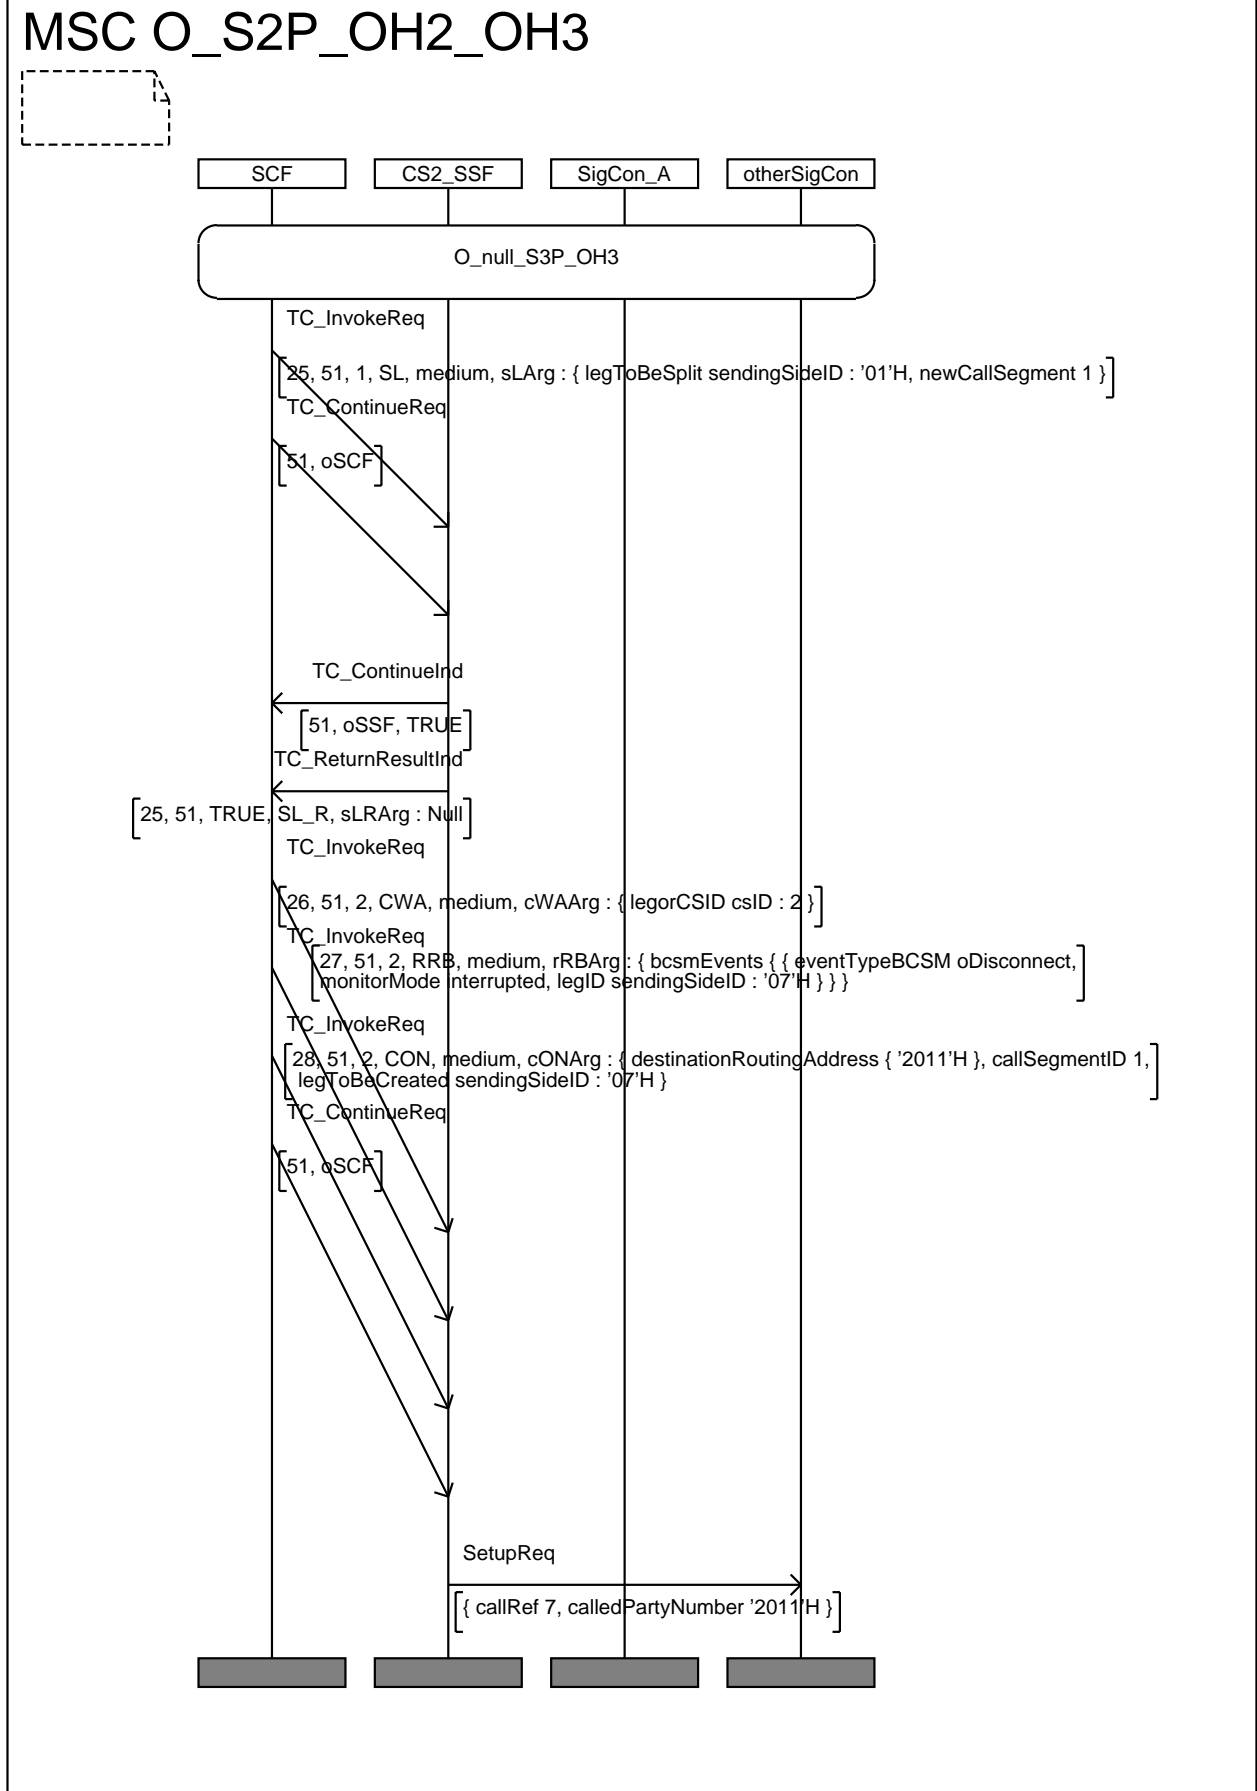 MSC O_S2P_OH2_OH3
SCF
CS2_SSF
SigCon_A
otherSigCon
O_null_S3P_OH3
TC_InvokeReq
25, 51, 1, SL, medium, sLArg : { legToBeSplit sendingSideID : '01'H, newCallSegment 1 }
TC_ContinueReq
51, oSCF
TC_ContinueInd
51, oSSF, TRUE
TC_ReturnResultInd
25, 51, TRUE, SL_R, sLRArg : Null
TC_InvokeReq
26, 51, 2, CWA, medium, cWAArg : { legorCSID csID : 2 }
TC_InvokeReq
27, 51, 2, RRB, medium, rRBArg : { bcsmEvents { { eventTypeBCSM oDisconnect,
monitorMode interrupted, legID sendingSideID : '07'H } } }
TC_InvokeReq
28, 51, 2, CON, medium, cONArg : { destinationRoutingAddress { '2011'H }, callSegmentID 1,
legToBeCreated sendingSideID : '07'H }
TC_ContinueReq
51, oSCF
SetupReq
{ callRef 7, calledPartyNumber '2011'H }